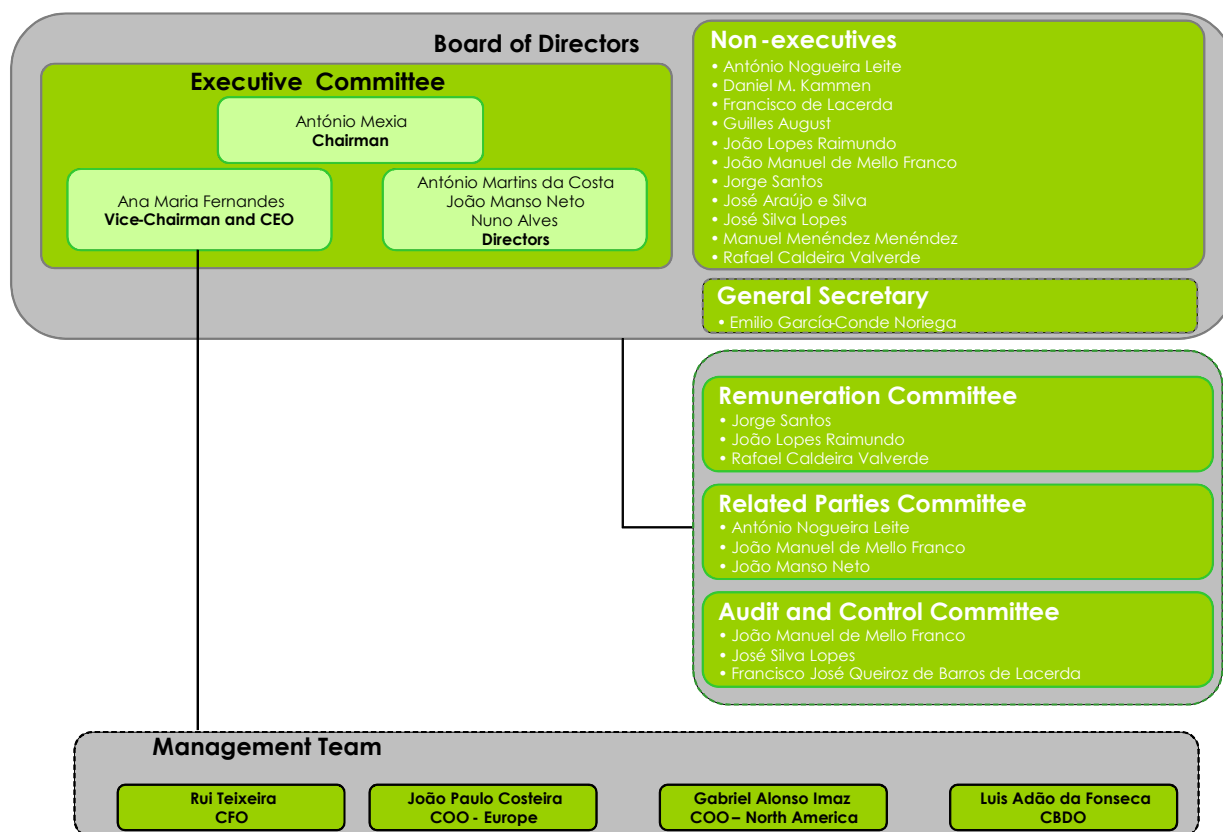 Board of Directors
Executive Committee
António Mexia
Chairman
Ana Maria Fernandes
Vice-Chairman and CEO
António Martins da Costa
João Manso Neto
Nuno Alves
Directors
Non-executives
• António Nogueira Leite
• Daniel M. Kammen
• Francisco de Lacerda
• Guilles August
• João Lopes Raimundo
• João Manuel de Mello Franco
• Jorge Santos
• José Araújo e Silva
• José Silva Lopes
• Manuel Menéndez Menéndez
• Rafael Caldeira Valverde
General Secretary
• Emilio García-Conde Noriega
Remuneration Committee
• Jorge Santos
• João Lopes Raimundo
• Rafael Caldeira Valverde
Related Parties Committee
• António Nogueira Leite
• João Manuel de Mello Franco
• João Manso Neto
Audit and Control Committee
• João Manuel de Mello Franco
• José Silva Lopes
• Francisco José Queiroz de Barros de Lacerda
Management Team
Rui Teixeira
CFO
João Paulo Costeira
COO - Europe
Gabriel Alonso Imaz
COO – North America
Luis Adão da Fonseca
CBDO